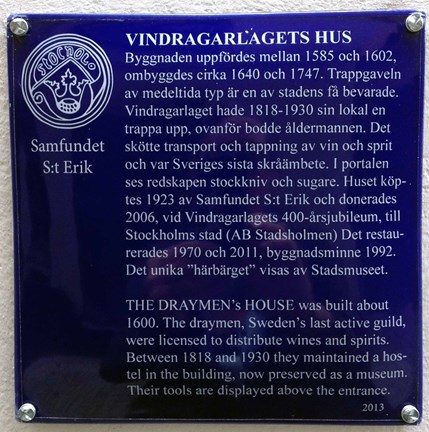 STOCHOLM
Samfundet
S:t Erik
VINDRAGARLAGETS HUS
Byggnaden uppfördes mellan 1585 och 1602,
ombyggdes cirka 1640 och 1747. Trappgaveln
av medeltida typ är en av stadens få bevarade.
Vindragarlaget hade 1818-1930 sin lokal en
trappa upp, ovanför bodde åldermannen. Det
skötte transport och tappning av vin och sprit
och var Sveriges sista skråämbete. I portalen
ses redskapen stockkniv och sugare. Huset köp-
tes 1923 av Samfundet S:t Erik och donerades
2006, vid Vindragarlagets 400-årsjubileum, till
Stockholms stad (AB Stadsholmen) Det restau-
rerades 1970 och 2011, byggnadsminne 1992.
Det unika "härbärget" visas av Stadsmuseet.
THE DRAYMEN's HOUSE was built about
1600. The draymen, Sweden's last active guild,
were licensed to distribute wines and spirits.
Between 1818 and 1930 they maintained a hos-
tel in the building, now preserved as a museum.
Their tools are displayed above the entrance.
2013